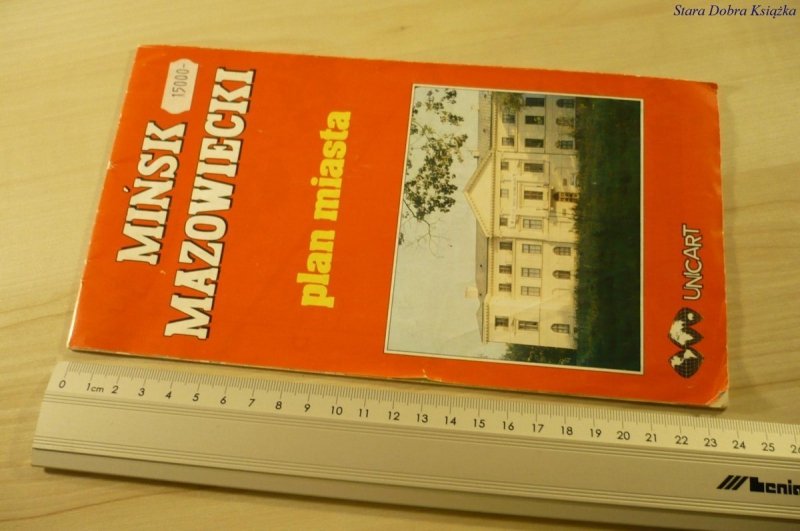 Stara Dobra Książka
15000-
MIŃSK
MAZOWIECKI
plan miasta
UNICART
0 1cm 2 3 4 5 6 7 8 9 10 11 12 13 14 15 16 17 18 19 20 21 22 23 24 25 26